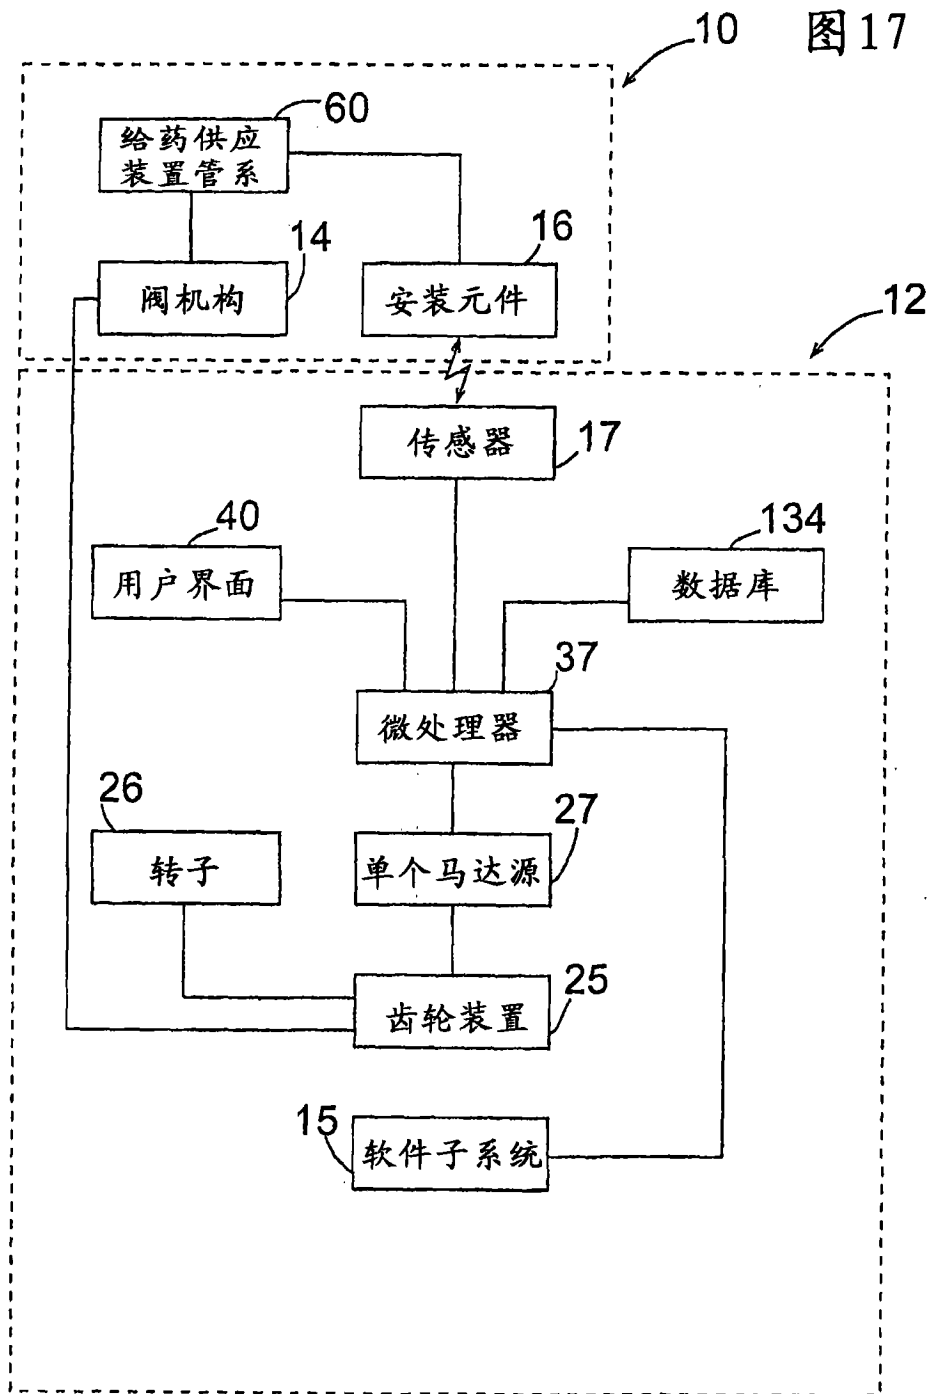 10
图17
60
给药供应
装置管系
14
阀机构
16
安装元件
12
传感器
17
40
用户界面
134
数据库
37
微处理器
26
转子
27
单个马达源
25
齿轮装置
15
软件子系统